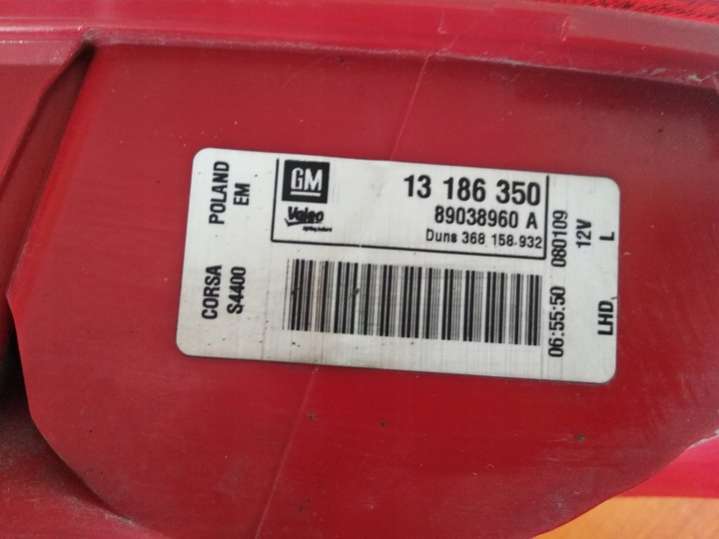 GM
13 186 350
Valeo
89038960 A
Duns 368 158-932
POLAND
EM
CORSA
S4400
080109
12V
L
06:55:50
LHD